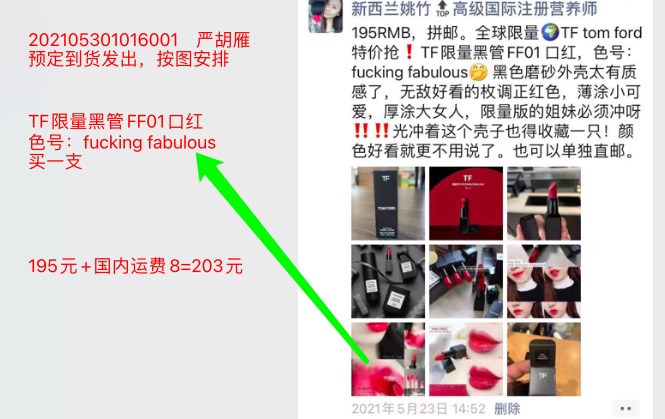 202105301016001 严胡雁
预定到货发出，按图安排
TF限量黑管FF01口红
色号：fucking fabulous
买一支
195元+国内运费8=203元
新西兰姚竹🔝高级国际注册营养师
195RMB，拼邮。全球限量🌍TF tom ford
特价抢❗TF限量黑管FF01 口红，色号：
fucking fabulous🤔 黑色磨砂外壳太有质
感了，无敌好看的枚调正红色，薄涂小可
爱，厚涂大女人，限量版的姐妹必须冲呀
‼️‼️光冲着这个壳子也得收藏一只！颜
色好看就更不用说了。也可以单独直邮。
TF
TOM FORD
TF
TF
2021年5月23日 14:52 删除